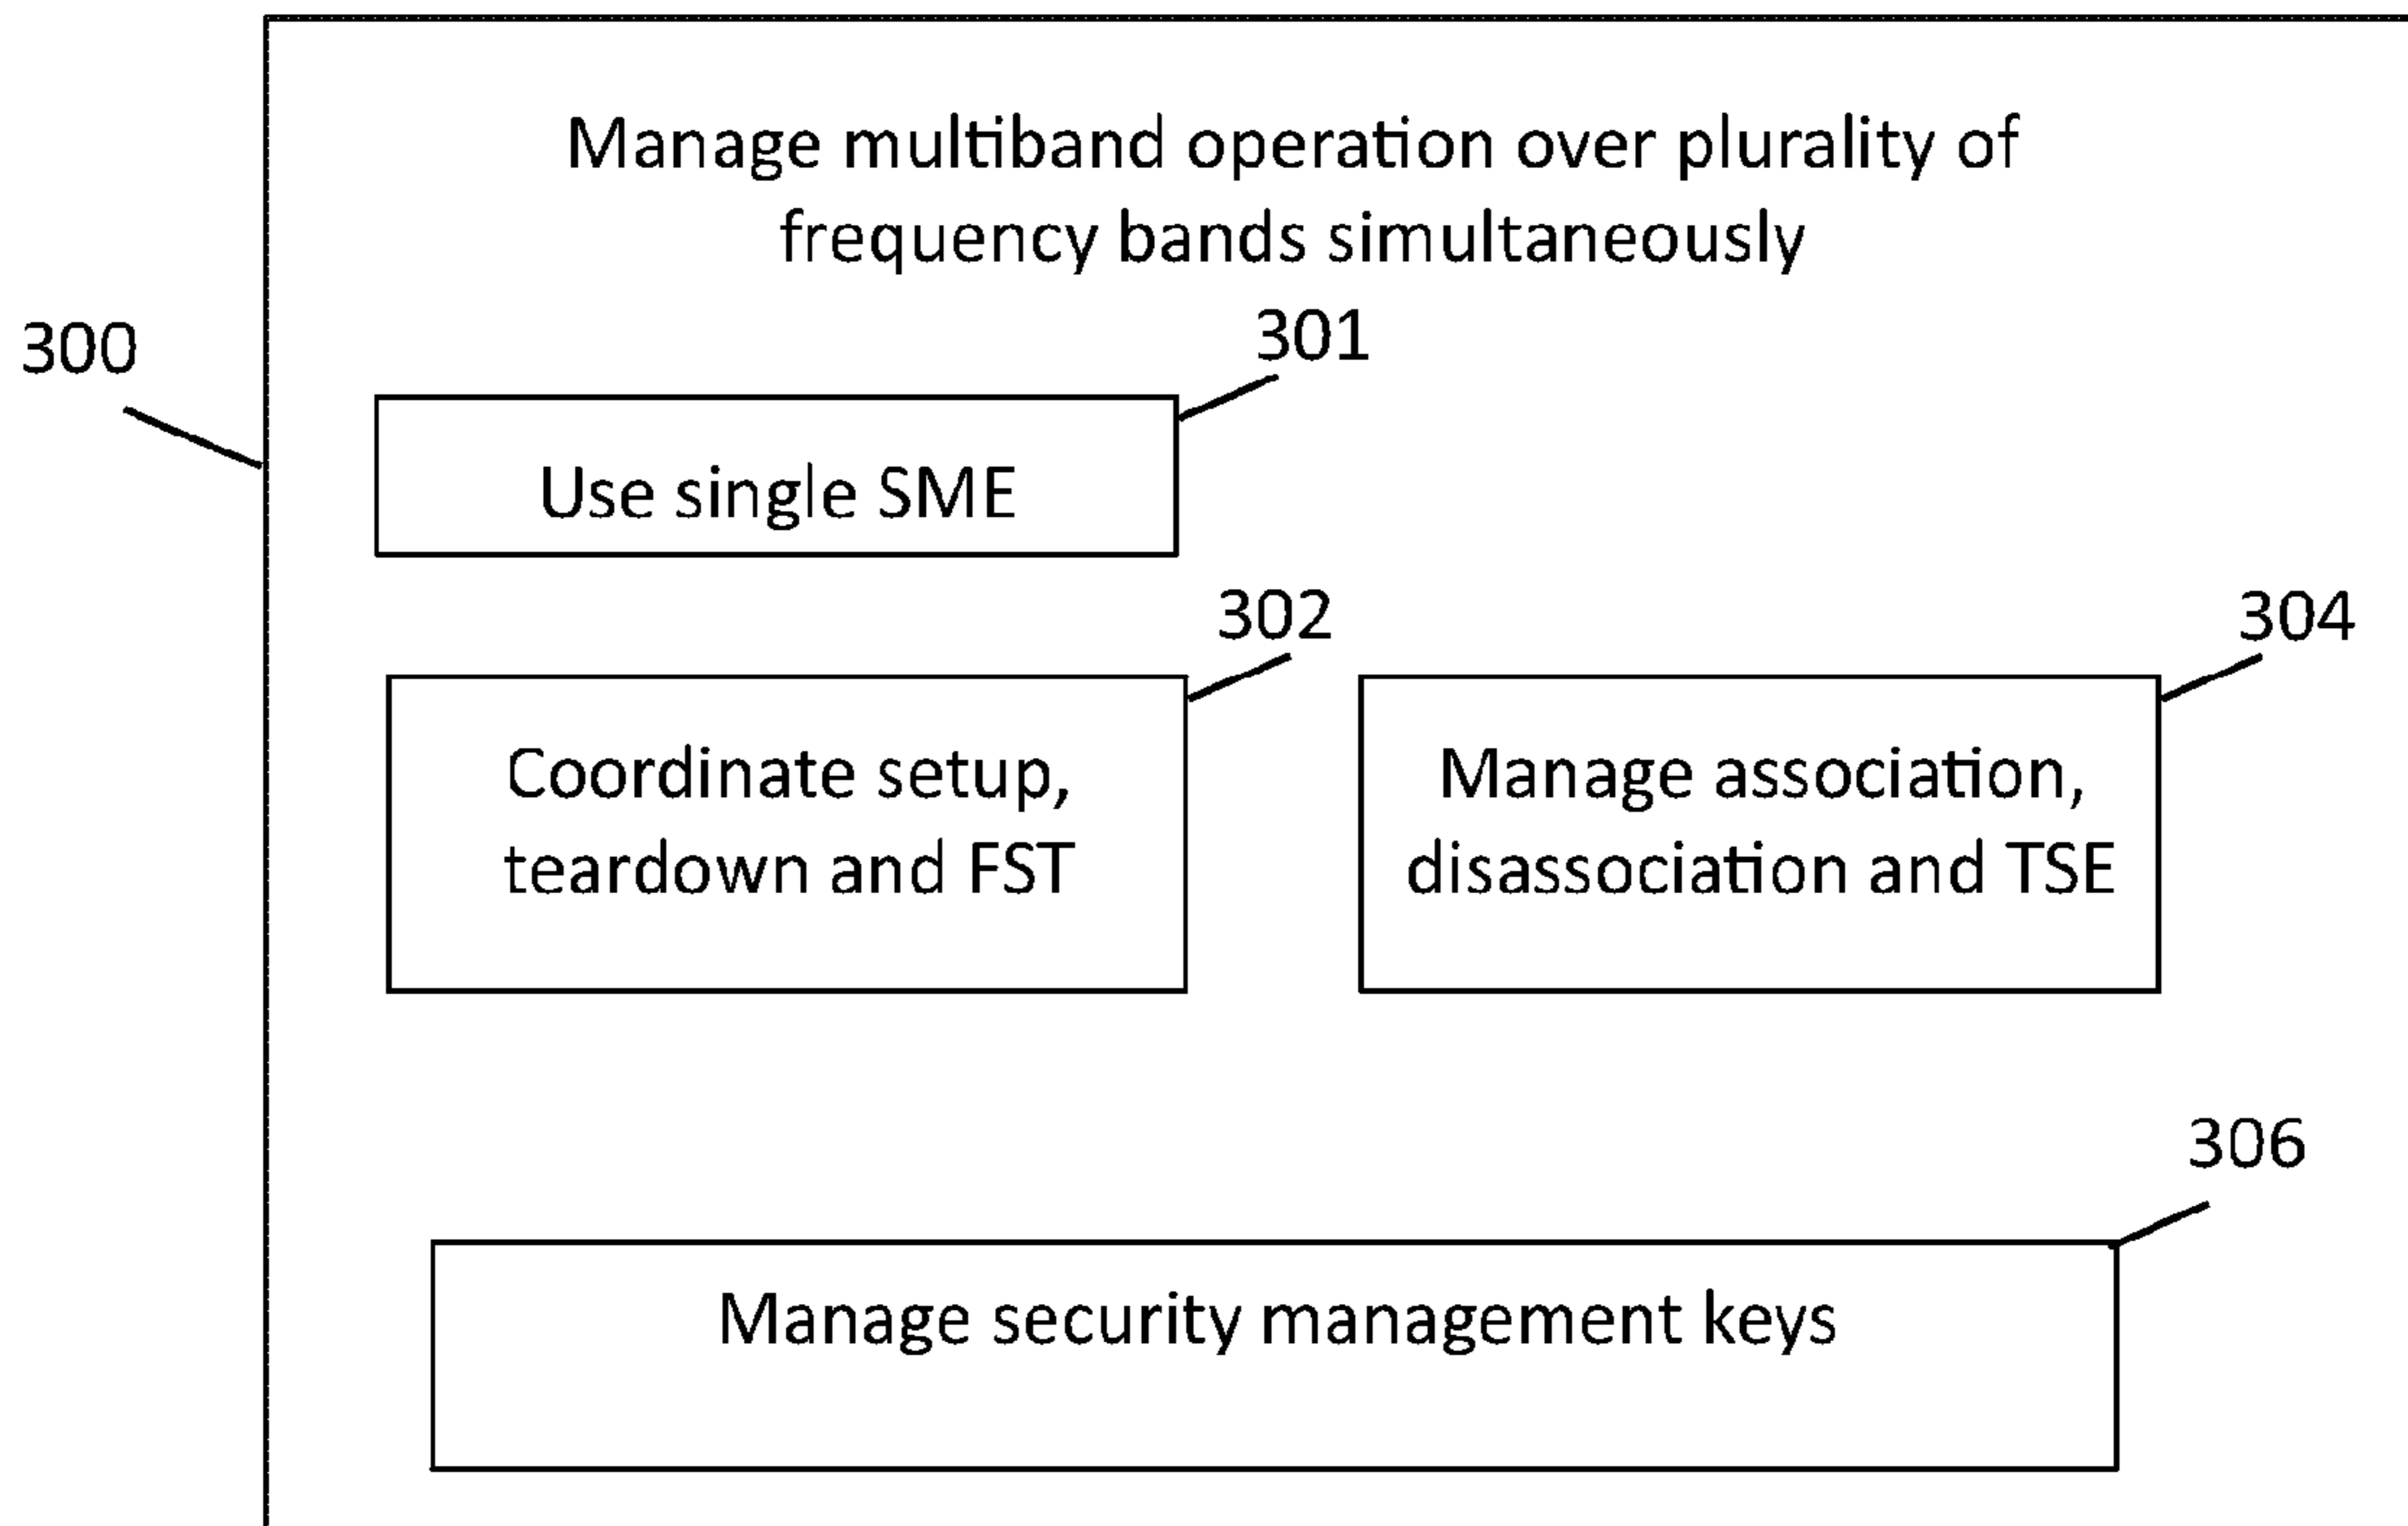 Manage multiband operation over plurality of
frequency bands simultaneously
300
301
Use single SME
302
304
Coordinate setup,
teardown and FST
Manage association,
disassociation and TSE
306
Manage security management keys